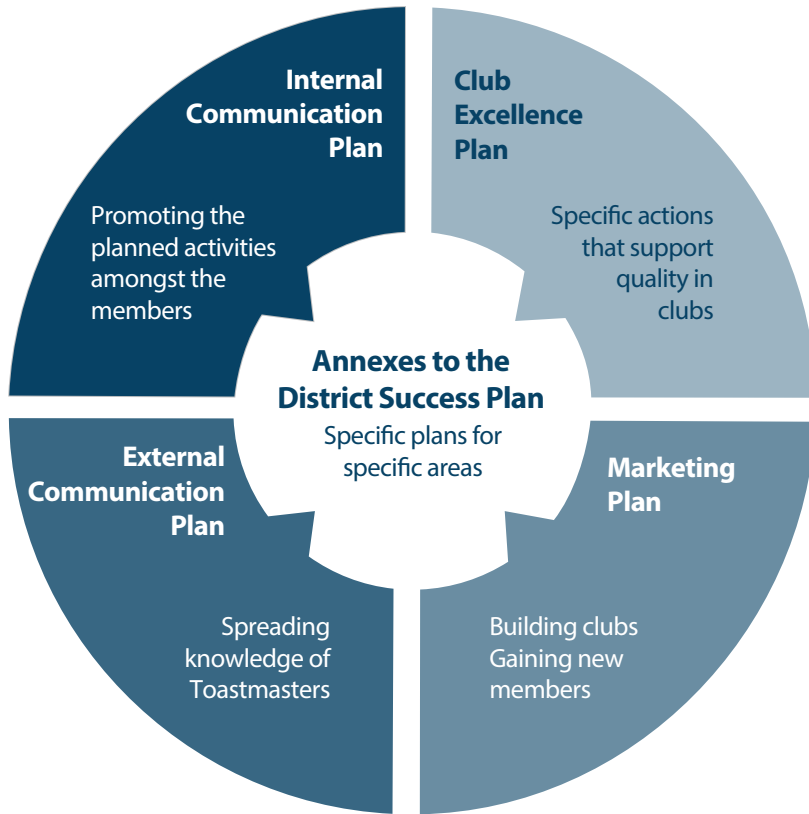 Internal
Communication
Plan
Promoting the
planned activities
amongst the
members
Club
Excellence
Plan
Specific actions
that support
quality in
clubs
Annexes to the
District Success Plan
Specific plans for
specific areas
External
Communication
Plan
Spreading
knowledge of
Toastmasters
Marketing
Plan
Building clubs
Gaining new
members